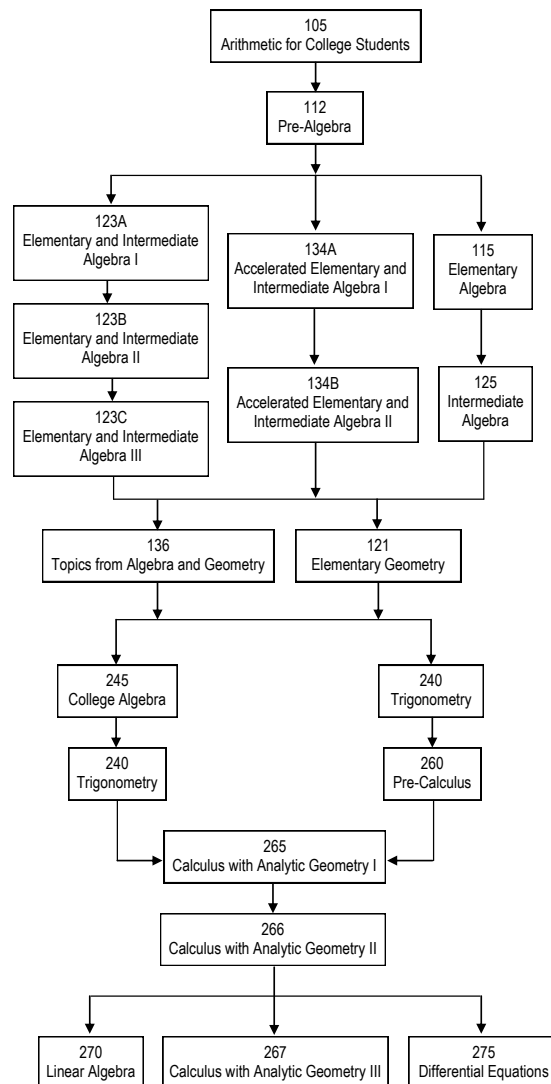 105
Arithmetic for College Students
112
Pre-Algebra
123A
Elementary and Intermediate
Algebra I
134A
Accelerated Elementary and
Intermediate Algebra I
115
Elementary
Algebra
123B
Elementary and Intermediate
Algebra II
134B
Accelerated Elementary and
Intermediate Algebra II
125
Intermediate
Algebra
123C
Elementary and Intermediate
Algebra III
136
Topics from Algebra and Geometry
121
Elementary Geometry
245
College Algebra
240
Trigonometry
240
Trigonometry
260
Pre-Calculus
265
Calculus with Analytic Geometry I
266
Calculus with Analytic Geometry II
270
Linear Algebra
267
Calculus with Analytic Geometry III
275
Differential Equations